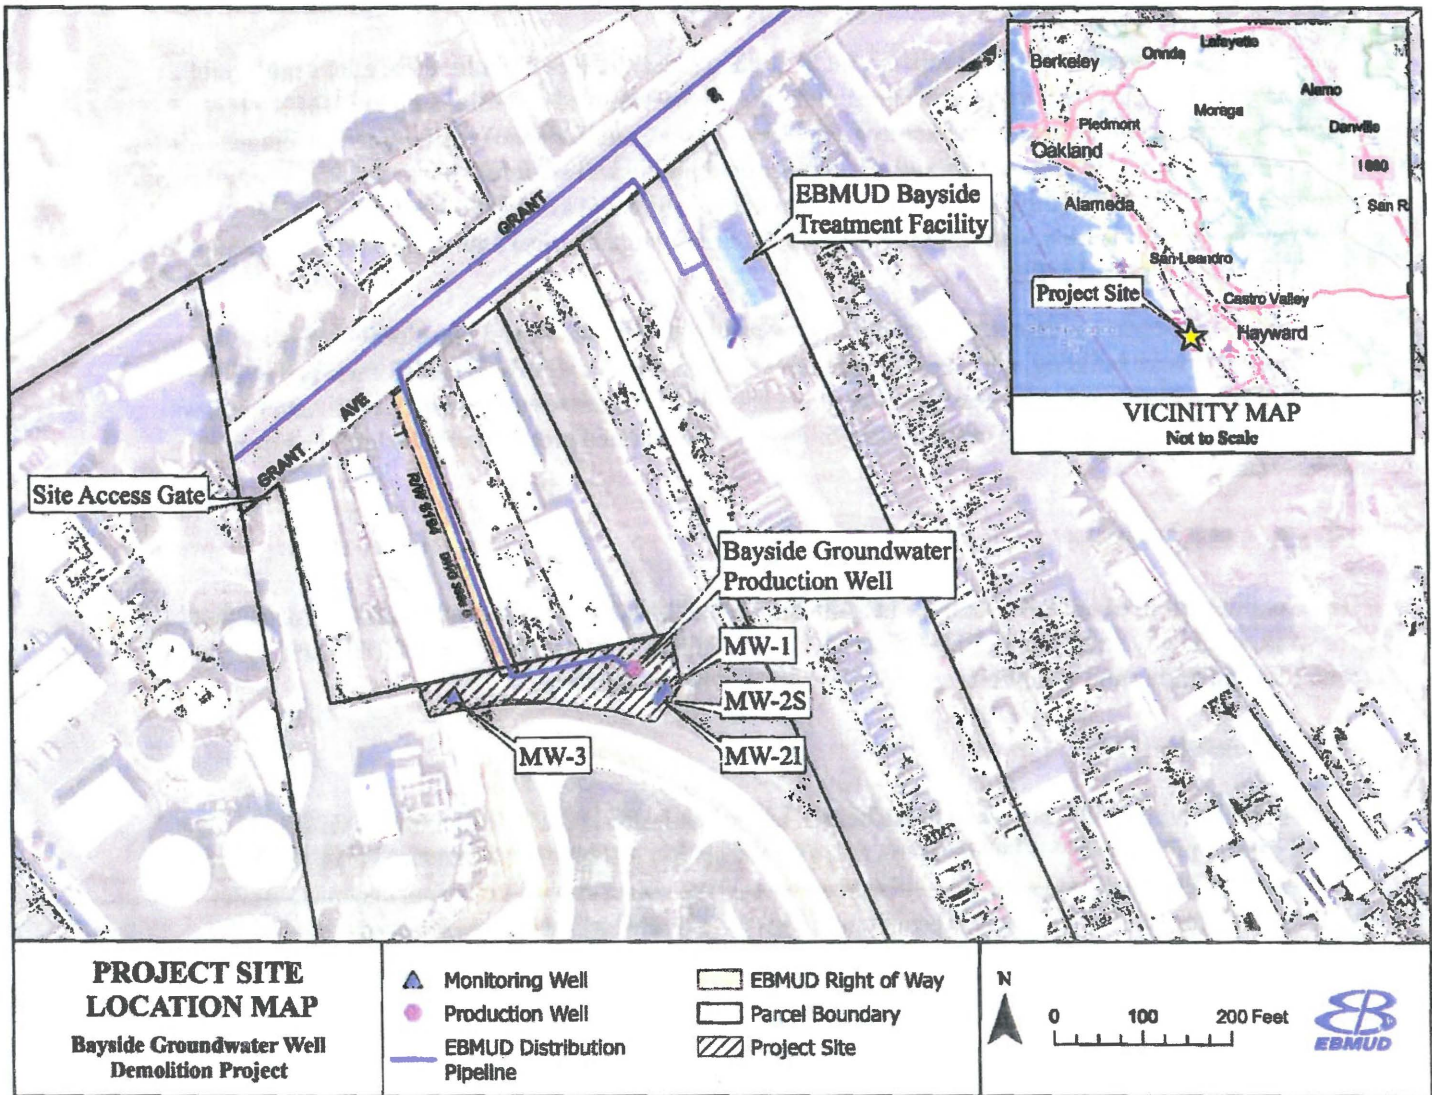 GRANT
GRANT
AVE
EBMUD Bayside
Treatment Facility
Site Access Gate
R/W 5764
Bayside Groundwater
Production Well
MW-1
MW-2S
MW-2I
MW-3
Berkeley
Orinda
Lafayette
Alamo
Moraga
Piedmont
Danville
Oakland
I 680
Alameda
San R
San Leandro
Project Site
Castro Valley
Hayward
VICINITY MAP
Not to Scale
PROJECT SITE
LOCATION MAP
Bayside Groundwater Well
Demolition Project
Monitoring Well
Production Well
EBMUD Distribution
Pipeline
EBMUD Right of Way
Parcel Boundary
Project Site
N
0 100 200 Feet
EBMUD